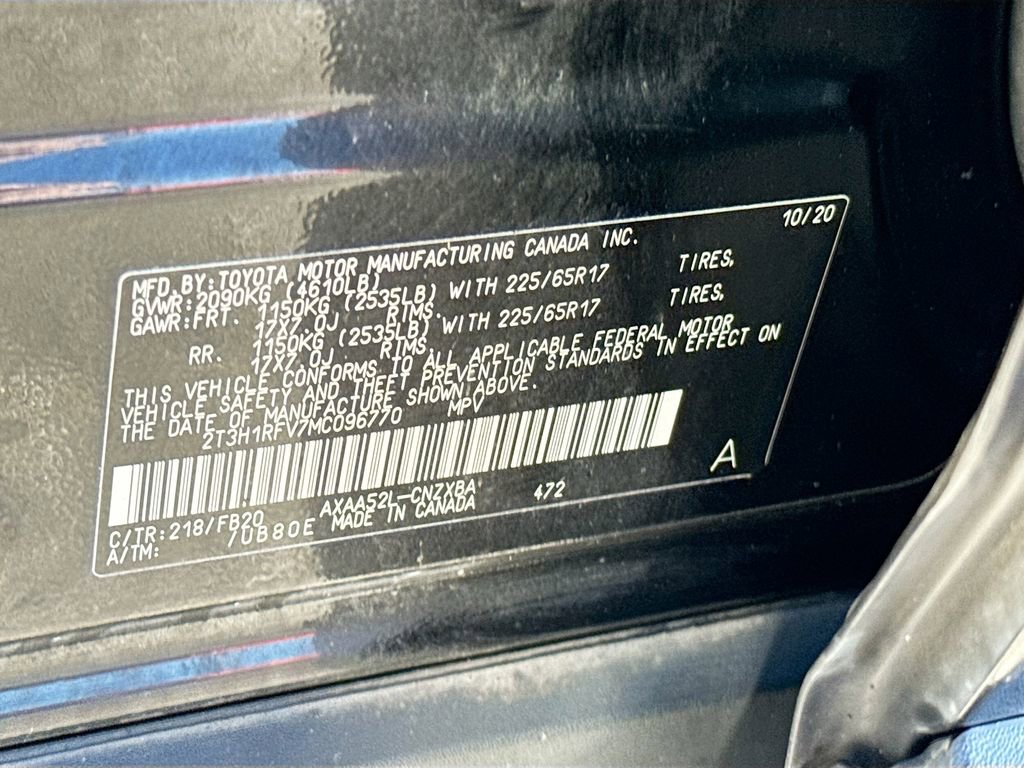 10/20
MFD.BY:TOYOTA MOTOR MANUFACTURING CANADA INC.
GVWR:2090KG (4610LB)
GAWR:FRT. 1150KG (2535LB) WITH 225/65R17 TIRES,
17X7.0J RIMS.
RR. 1150KG (2535LB) WITH 225/65R17 TIRES,
17X7.0J RIMS.
THIS VEHICLE CONFORMS TO ALL APPLICABLE FEDERAL MOTOR
VEHICLE SAFETY AND THEFT PREVENTION STANDARDS IN EFFECT ON
THE DATE OF MANUFACTURE SHOWN ABOVE.
2T3H1RFV7MC096770 MPV
A
C/TR:218/FB20 AXAA52L-CNZXBA 472
A/TM: /UB80E MADE IN CANADA